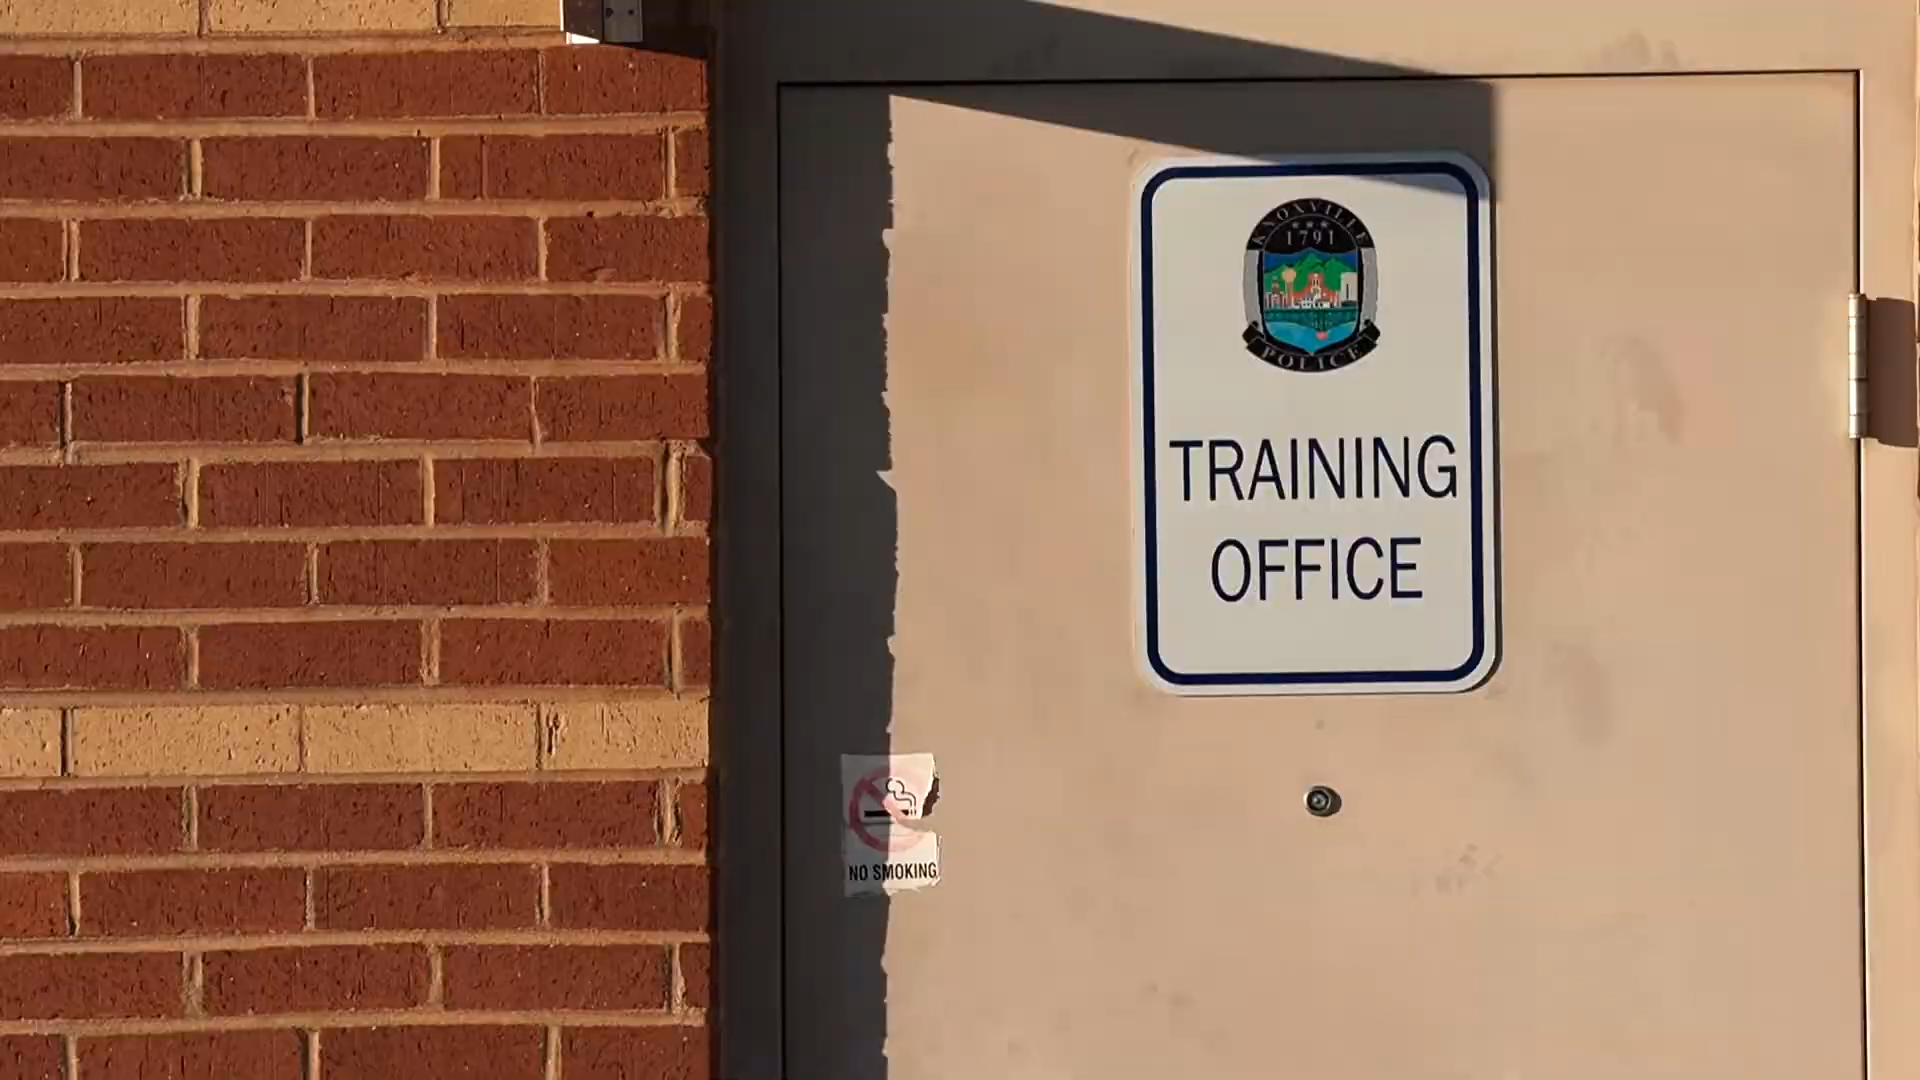 KNOXVILLE
1791
POLICE
TRAINING
OFFICE
NO SMOKING